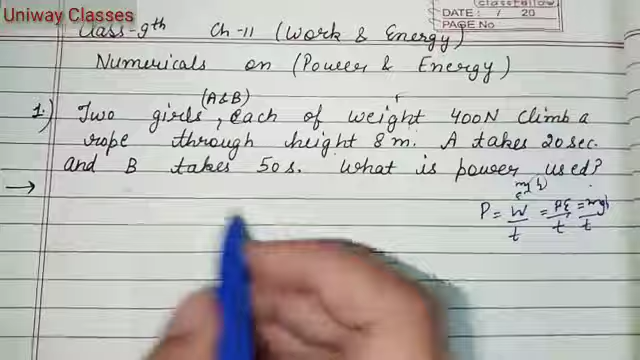 Uniway Classes
classfellow
DATE: / 20
PAGE No
Class-9th Ch-11 (Work & Energy)
Numericals on (Power & Energy)
(A&B)
1.) Two girls, each of weight 400N climb a
rope through height 8m. A takes 20sec.
and B takes 50s. What is power used?
P = W/t = PE/t = mgh/t